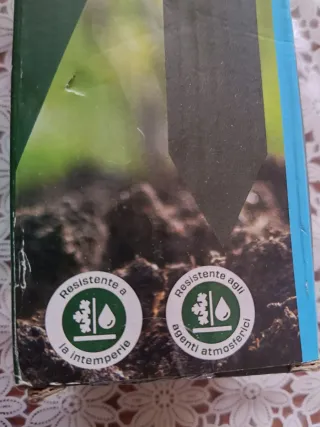 Resistente a
la intemperie
Resistente agli
agenti atmosferici